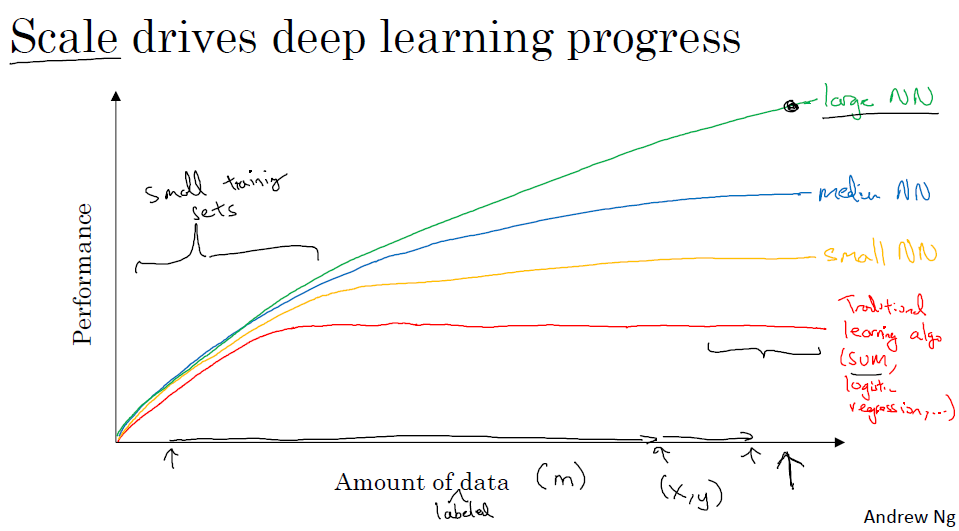 Scale drives deep learning progress
large NN
small training
sets
medium NN
small NN
Traditional
learning algo
(SVM,
logistic
regression,...)
Performance
Amount of data (m)
labeled
(x,y)
Andrew Ng